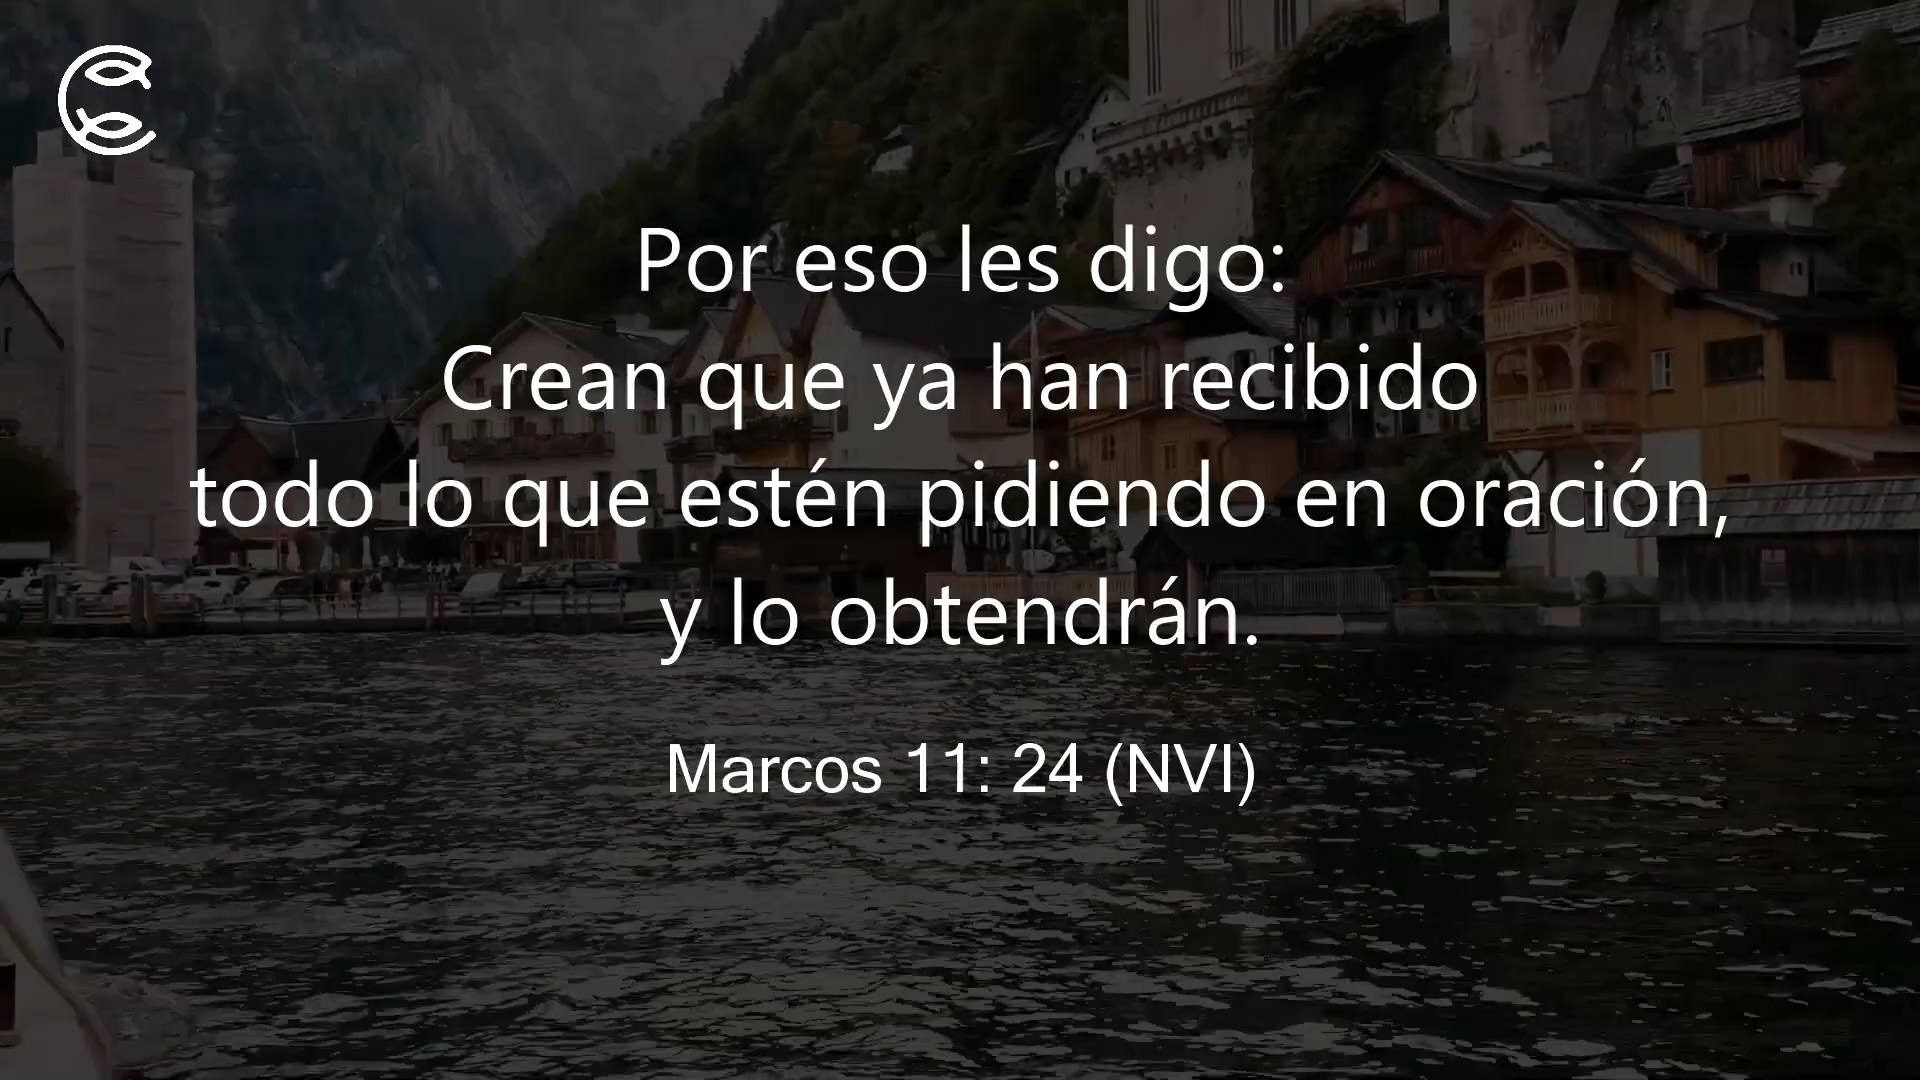 Por eso les digo:
Crean que ya han recibido
todo lo que estén pidiendo en oración,
y lo obtendrán.
Marcos 11: 24 (NVI)